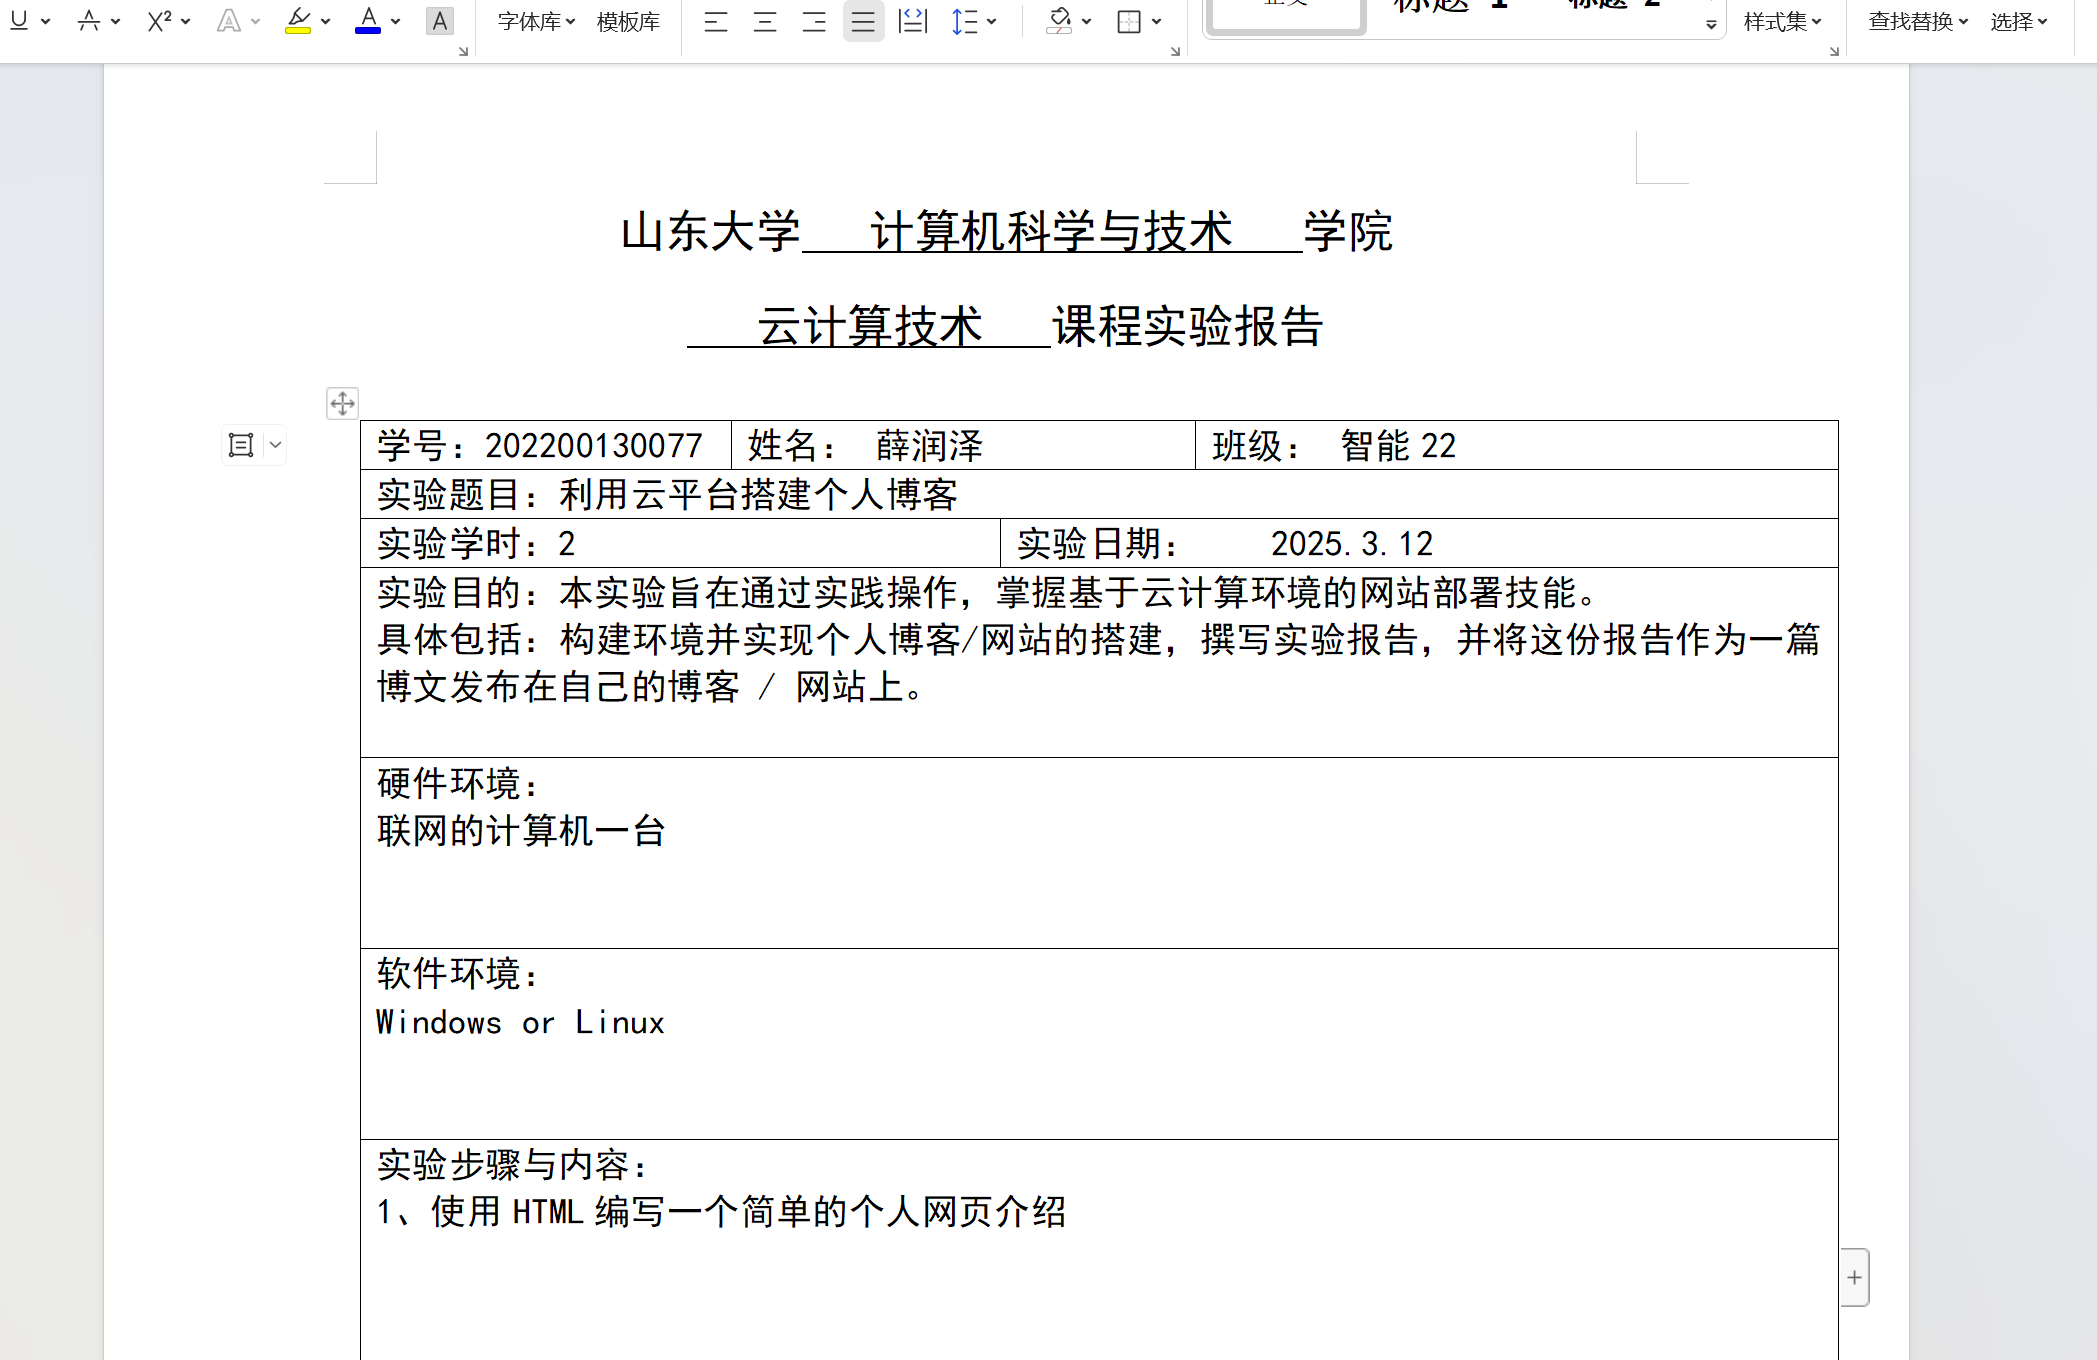 字体库 模板库 样式集 查找替换 选择
山东大学 计算机科学与技术 学院
云计算技术 课程实验报告
学号：202200130077 姓名： 薛润泽 班级： 智能22
实验题目：利用云平台搭建个人博客
实验学时：2 实验日期： 2025.3.12
实验目的：本实验旨在通过实践操作，掌握基于云计算环境的网站部署技能。
具体包括：构建环境并实现个人博客/网站的搭建，撰写实验报告，并将这份报告作为一篇
博文发布在自己的博客 / 网站上。
硬件环境：
联网的计算机一台
软件环境：
Windows or Linux
实验步骤与内容：
1、使用HTML编写一个简单的个人网页介绍